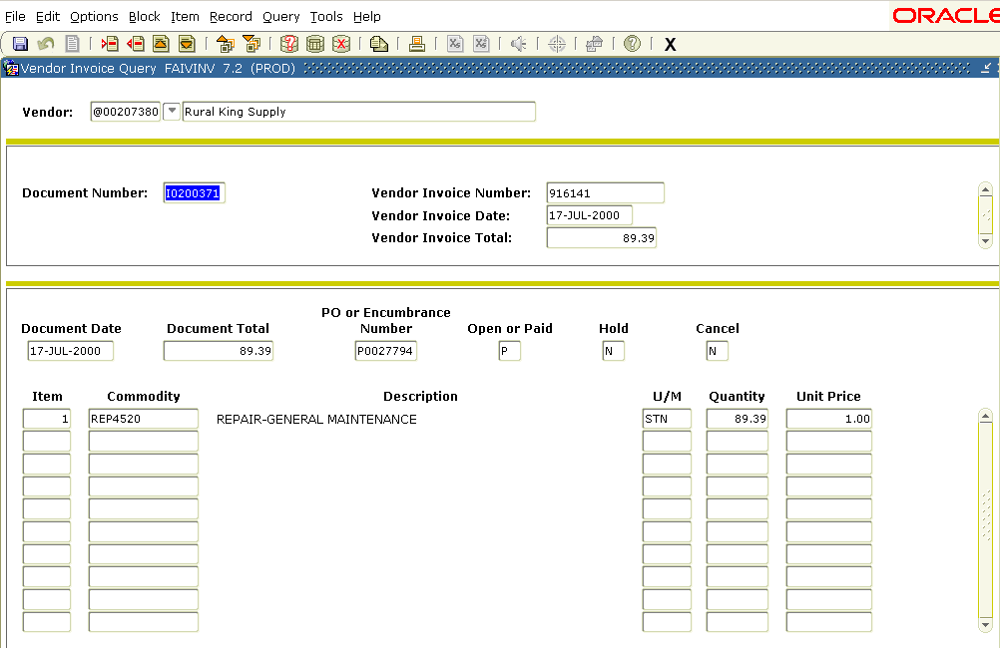 File Edit Options Block Item Record Query Tools Help
ORACLE
X
Vendor Invoice Query FAIVINV 7.2 (PROD)
Vendor: @00207380 Rural King Supply
Document Number: I0200371 Vendor Invoice Number: 916141
Vendor Invoice Date: 17-JUL-2000
Vendor Invoice Total: 89.39
PO or Encumbrance
Document Date Document Total Number Open or Paid Hold Cancel
17-JUL-2000 89.39 P0027794 P N N
Item Commodity Description U/M Quantity Unit Price
1 REP4520 REPAIR-GENERAL MAINTENANCE STN 89.39 1.00